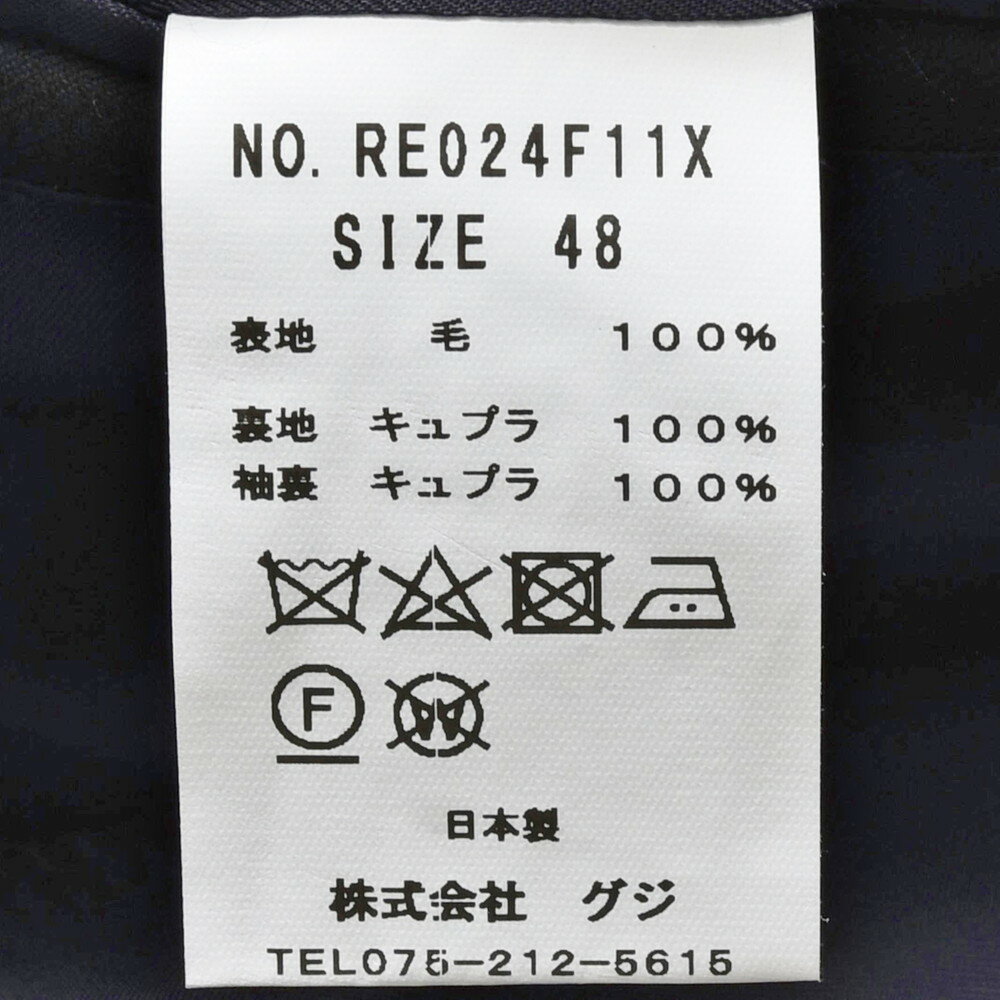 NO. RE024F11X
SIZE 48
表地 毛 100%
裏地 キュプラ 100%
袖裏 キュプラ 100%
F
W
日本製
株式会社 グジ
TEL075-212-5615